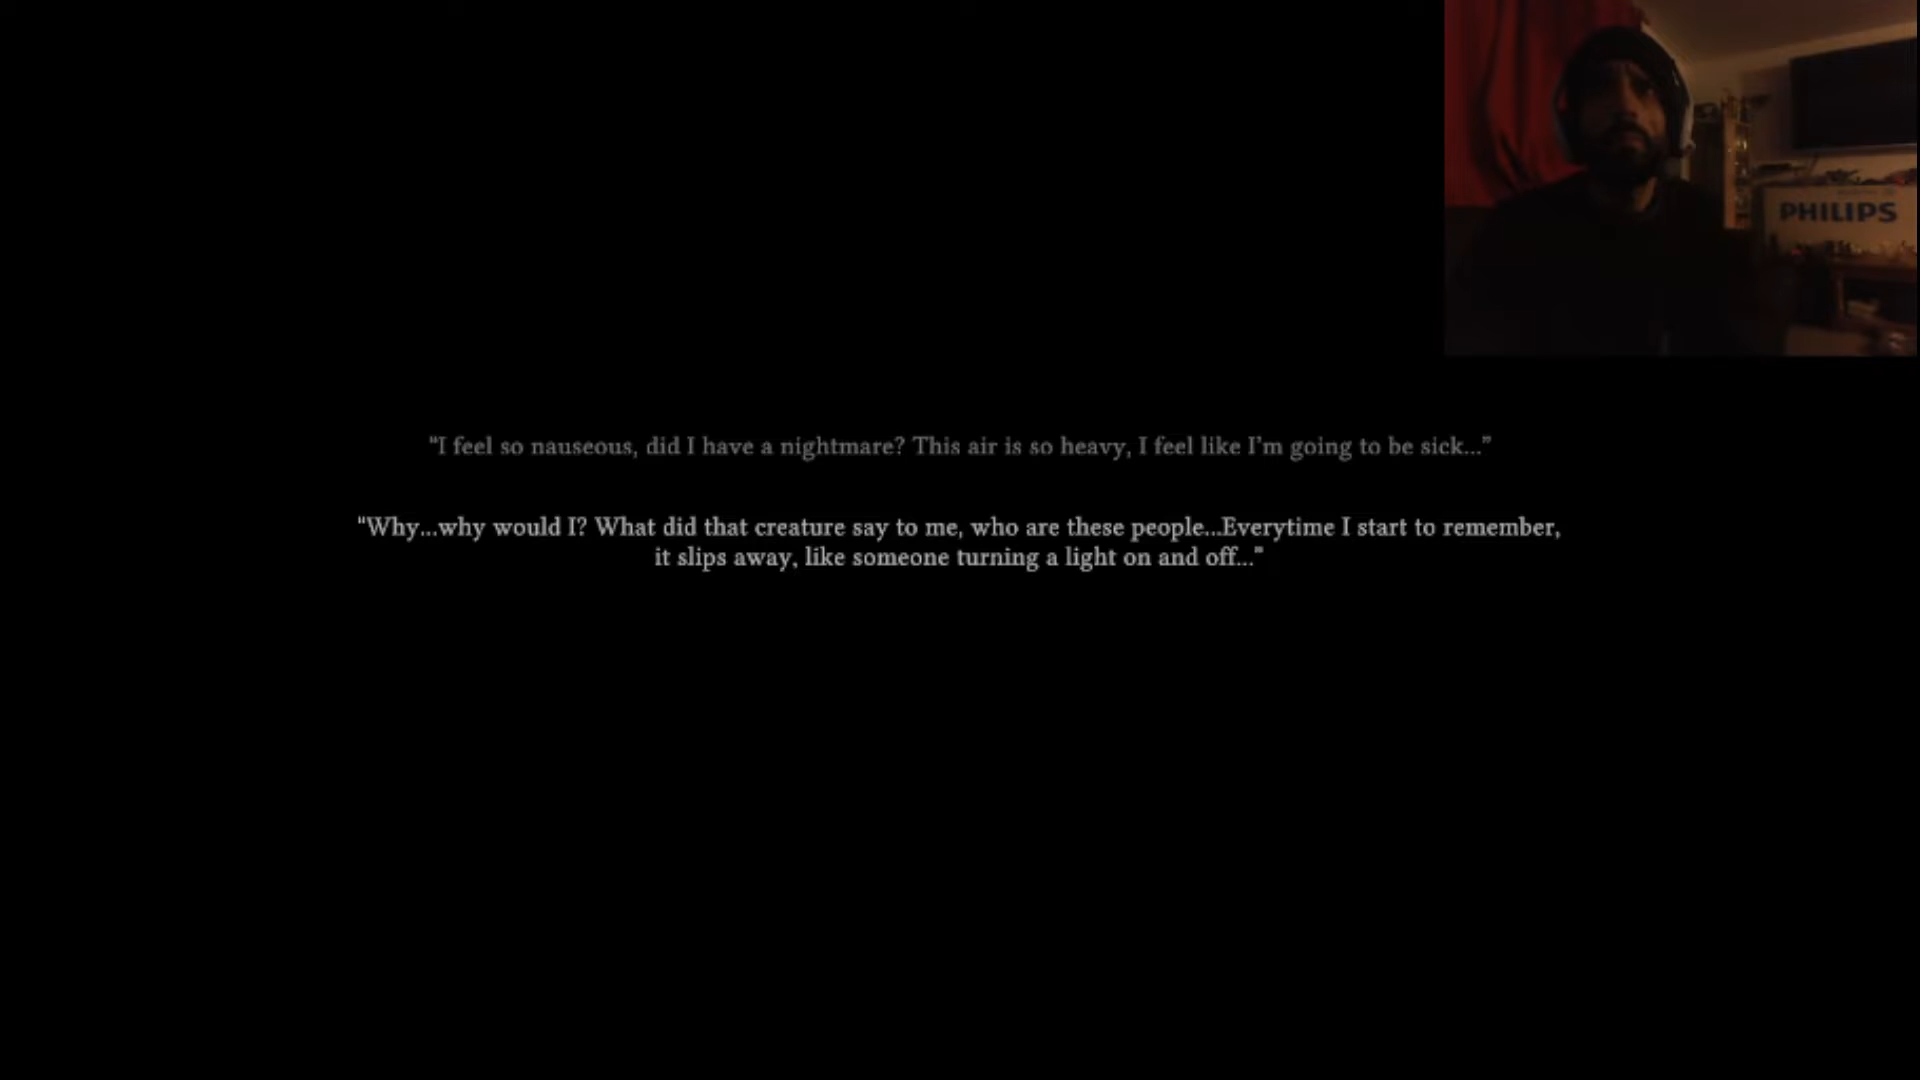 PHILIPS
“I feel so nauseous, did I have a nightmare? This air is so heavy, I feel like I’m going to be sick...”
"Why...why would I? What did that creature say to me, who are these people...Everytime I start to remember,
it slips away, like someone turning a light on and off..."